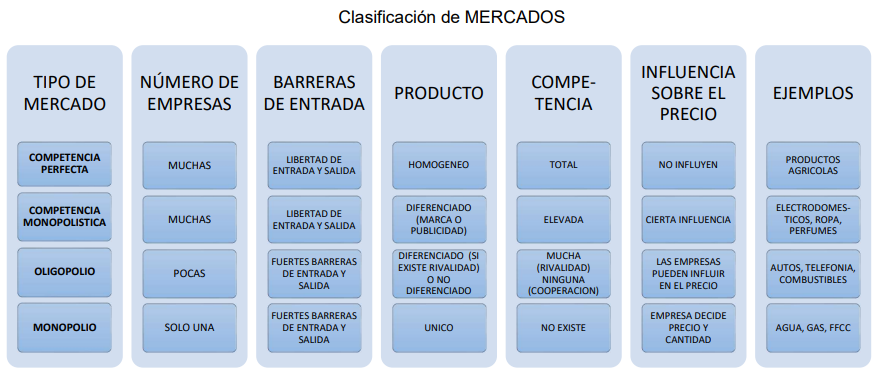 Clasificación de MERCADOS
TIPO DE
MERCADO
NÚMERO DE
EMPRESAS
BARRERAS
DE ENTRADA
PRODUCTO
COMPE-
TENCIA
INFLUENCIA
SOBRE EL
PRECIO
EJEMPLOS
COMPETENCIA
PERFECTA
MUCHAS
LIBERTAD DE
ENTRADA Y SALIDA
HOMOGENEO
TOTAL
NO INFLUYEN
PRODUCTOS
AGRICOLAS
COMPETENCIA
MONOPOLISTICA
MUCHAS
LIBERTAD DE
ENTRADA Y SALIDA
DIFERENCIADO
(MARCA O
PUBLICIDAD)
ELEVADA
CIERTA INFLUENCIA
ELECTRODOMES-
TICOS, ROPA,
PERFUMES
OLIGOPOLIO
POCAS
FUERTES BARRERAS
DE ENTRADA Y
SALIDA
DIFERENCIADO (SI
EXISTE RIVALIDAD)
O NO
DIFERENCIADO
MUCHA
(RIVALIDAD)
NINGUNA
(COOPERACION)
LAS EMPRESAS
PUEDEN INFLUIR
EN EL PRECIO
AUTOS, TELEFONIA,
COMBUSTIBLES
MONOPOLIO
SOLO UNA
FUERTES BARRERAS
DE ENTRADA Y
SALIDA
UNICO
NO EXISTE
EMPRESA DECIDE
PRECIO Y
CANTIDAD
AGUA, GAS, FFCC